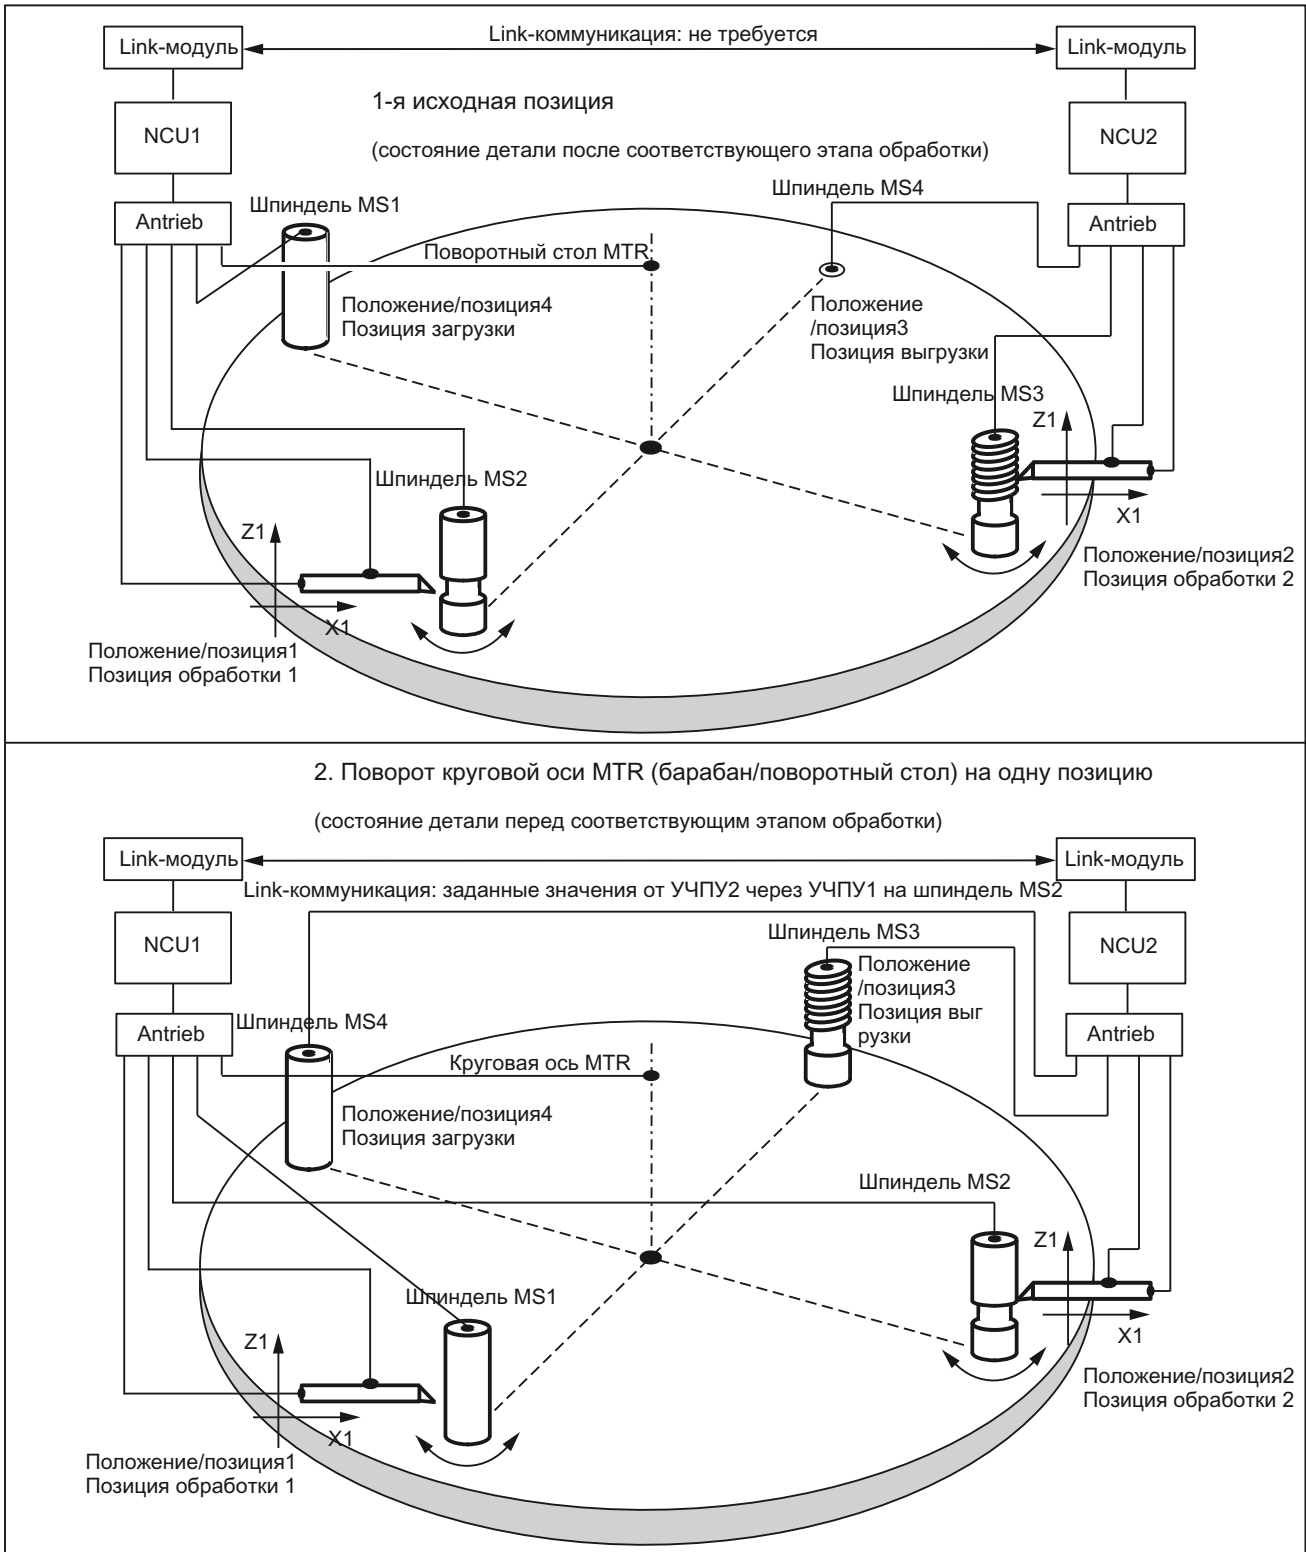 Link-модуль
Link-коммуникация: не требуется
Link-модуль
1-я исходная позиция
NCU1
NCU2
(состояние детали после соответствующего этапа обработки)
Шпиндель MS4
Шпиндель MS1
Antrieb
Antrieb
Поворотный стол MTR
Положение/позиция4
Позиция загрузки
Положение
/позиция3
Позиция выгрузки
Шпиндель MS3
Z1
Шпиндель MS2
X1
Z1
Положение/позиция2
Позиция обработки 2
X1
Положение/позиция1
Позиция обработки 1
2. Поворот круговой оси MTR (барабан/поворотный стол) на одну позицию
(состояние детали перед соответствующим этапом обработки)
Link-модуль
Link-модуль
Link-коммуникация: заданные значения от УЧПУ2 через УЧПУ1 на шпиндель MS2
NCU1
NCU2
Шпиндель MS3
Положение
/позиция3
Позиция выг
рузки
Шпиндель MS4
Antrieb
Antrieb
Круговая ось MTR
Положение/позиция4
Позиция загрузки
Шпиндель MS2
Z1
Шпиндель MS1
X1
Z1
Положение/позиция2
Позиция обработки 2
X1
Положение/позиция1
Позиция обработки 1